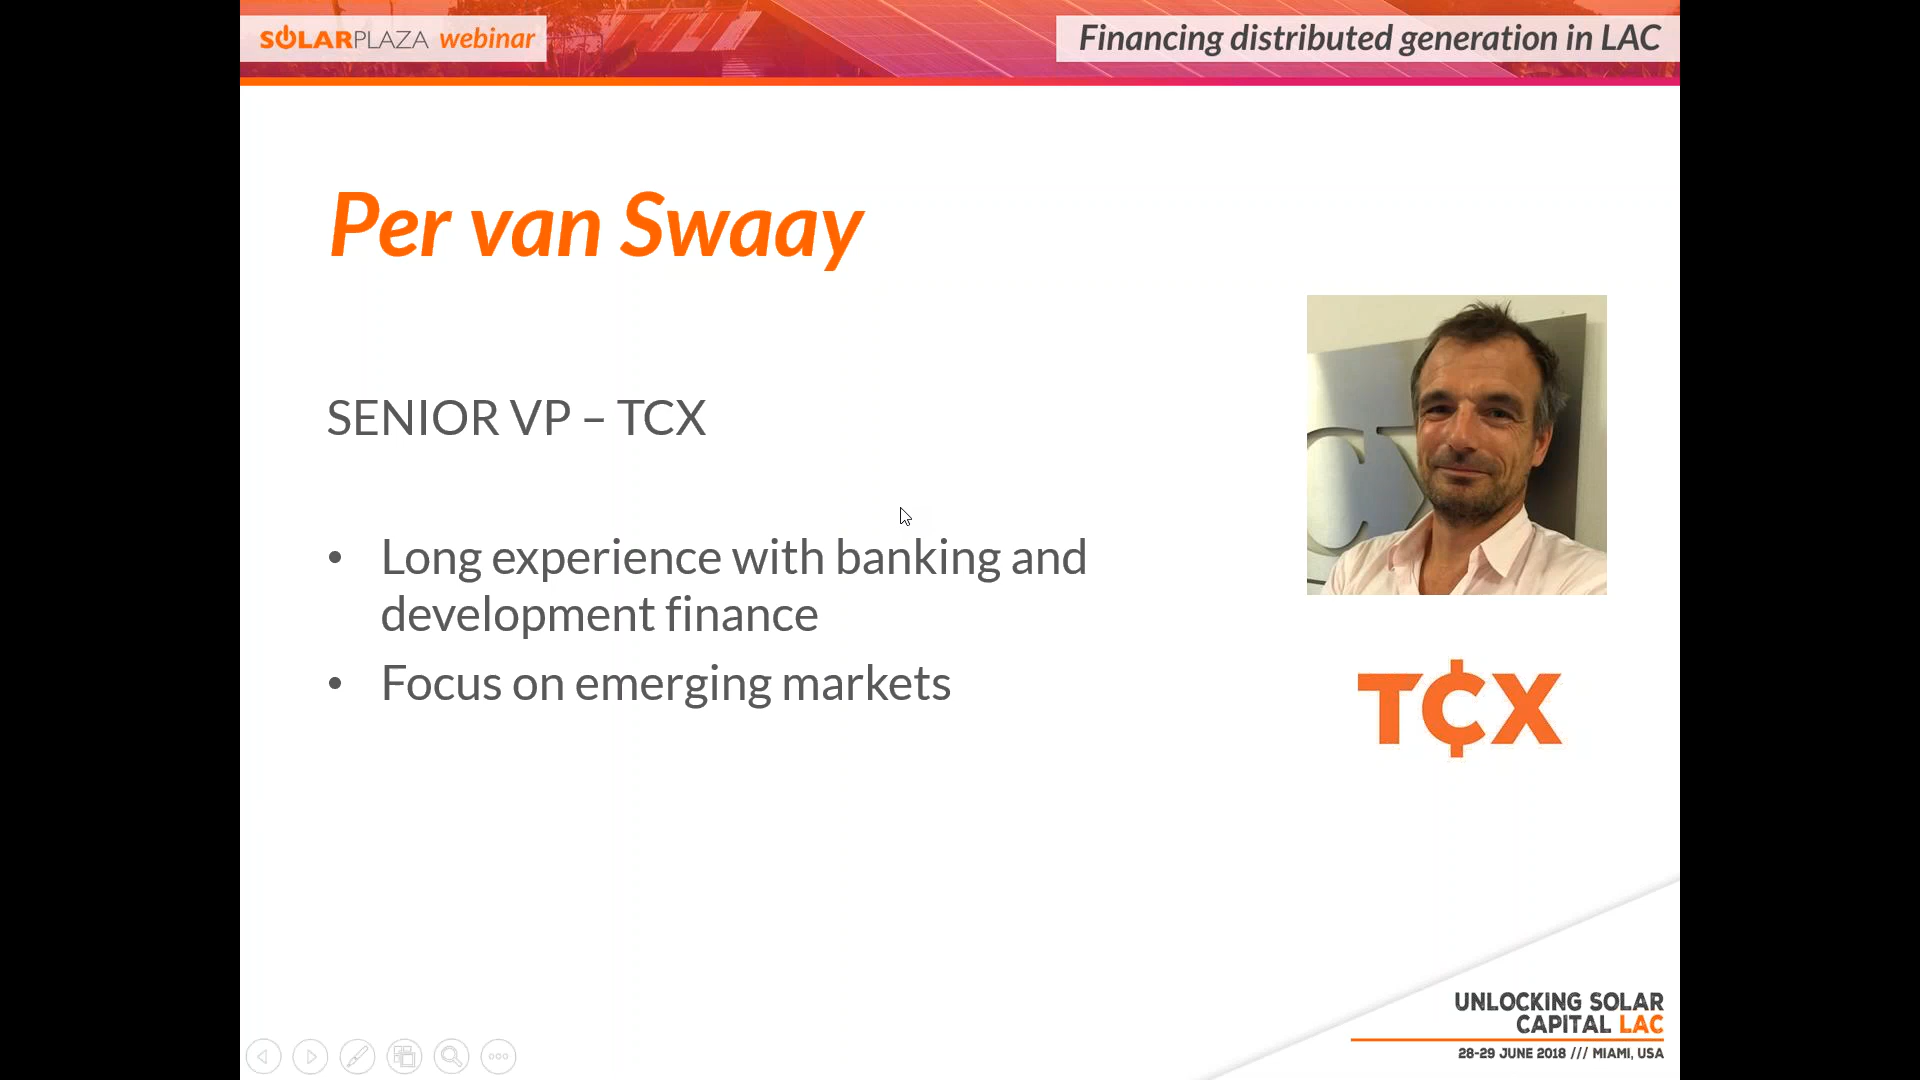 SOLARPLAZA webinar
Financing distributed generation in LAC
Per van Swaay
SENIOR VP – TCX
• Long experience with banking and
development finance
• Focus on emerging markets
CX
TCX
UNLOCKING SOLAR
CAPITAL LAC
28-29 JUNE 2018 /// MIAMI, USA